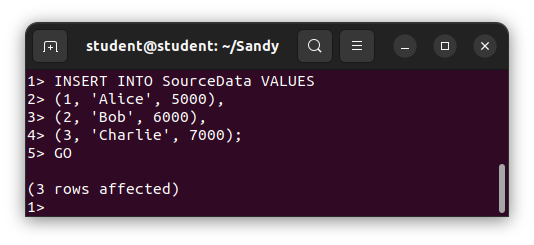 student@student: ~/Sandy
1> INSERT INTO SourceData VALUES
2> (1, 'Alice', 5000),
3> (2, 'Bob', 6000),
4> (3, 'Charlie', 7000);
5> GO
(3 rows affected)
1>